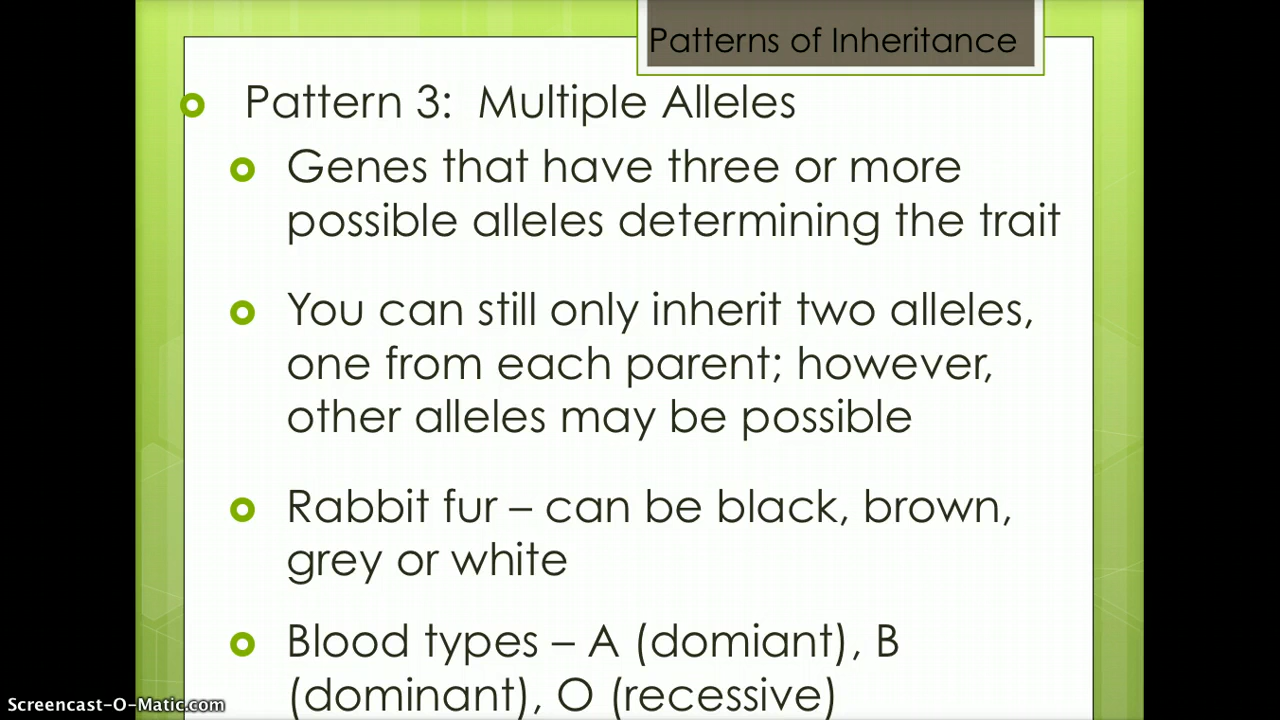 Patterns of Inheritance
Pattern 3: Multiple Alleles
Genes that have three or more
possible alleles determining the trait
You can still only inherit two alleles,
one from each parent; however,
other alleles may be possible
Rabbit fur – can be black, brown,
grey or white
Blood types – A (domiant), B
(dominant), O (recessive)
Screencast-O-Matic.com